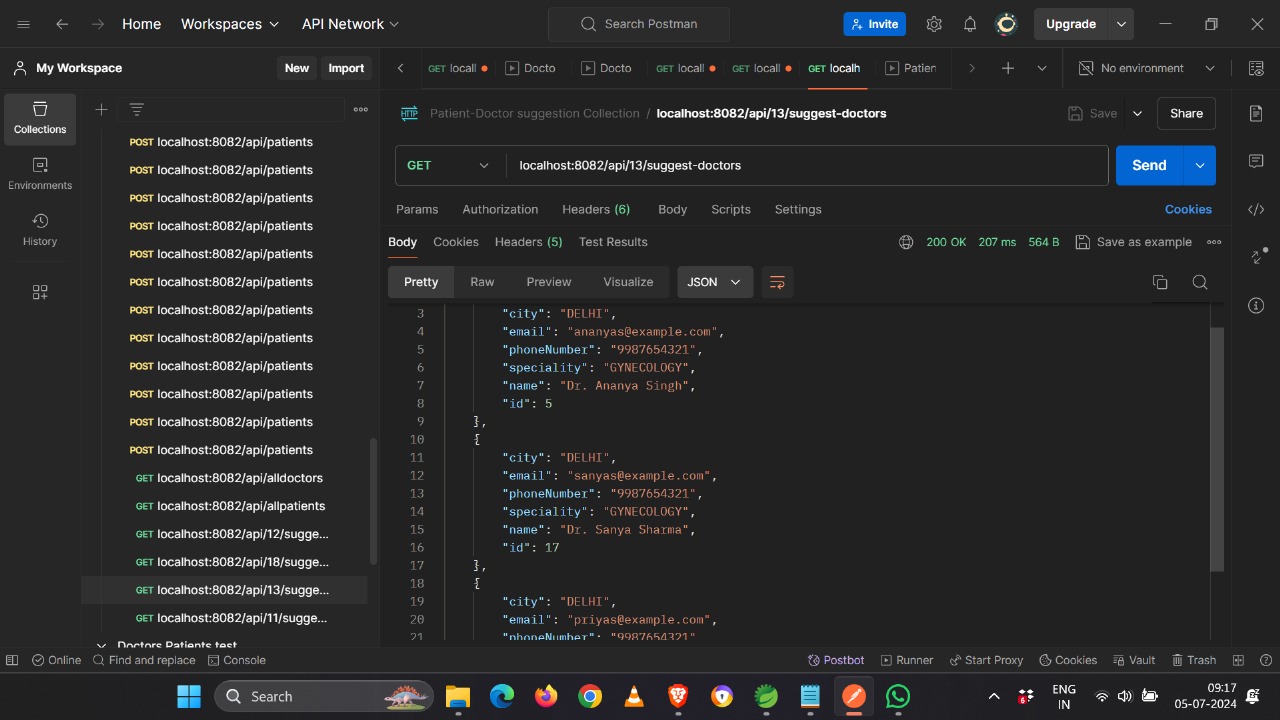 Home Workspaces API Network Search Postman Invite Upgrade
My Workspace New Import GET locall Docto Docto GET locall GET locall GET localh Patien No environment
Collections
Environments
History
POST localhost:8082/api/patients
POST localhost:8082/api/patients
POST localhost:8082/api/patients
POST localhost:8082/api/patients
POST localhost:8082/api/patients
POST localhost:8082/api/patients
POST localhost:8082/api/patients
POST localhost:8082/api/patients
POST localhost:8082/api/patients
POST localhost:8082/api/patients
POST localhost:8082/api/patients
POST localhost:8082/api/patients
GET localhost:8082/api/alldoctors
GET localhost:8082/api/allpatients
GET localhost:8082/api/12/sugge...
GET localhost:8082/api/18/sugge...
GET localhost:8082/api/13/sugge...
GET localhost:8082/api/11/sugge...
Doctors Patients test
HTTP Patient-Doctor suggestion Collection / localhost:8082/api/13/suggest-doctors Save Share
GET localhost:8082/api/13/suggest-doctors Send
Params Authorization Headers (6) Body Scripts Settings Cookies
Body Cookies Headers (5) Test Results 200 OK 207 ms 564 B Save as example
Pretty Raw Preview Visualize JSON
3 "city": "DELHI",
4 "email": "ananyas@example.com",
5 "phoneNumber": "9987654321",
6 "speciality": "GYNECOLOGY",
7 "name": "Dr. Ananya Singh",
8 "id": 5
9 },
10 {
11 "city": "DELHI",
12 "email": "sanyas@example.com",
13 "phoneNumber": "9987654321",
14 "speciality": "GYNECOLOGY",
15 "name": "Dr. Sanya Sharma",
16 "id": 17
17 },
18 {
19 "city": "DELHI",
20 "email": "priyas@example.com",
21 "phoneNumber": "9987654321"
Online Find and replace Console Postbot Runner Start Proxy Cookies Vault Trash
Search ENG IN 09:17 05-07-2024